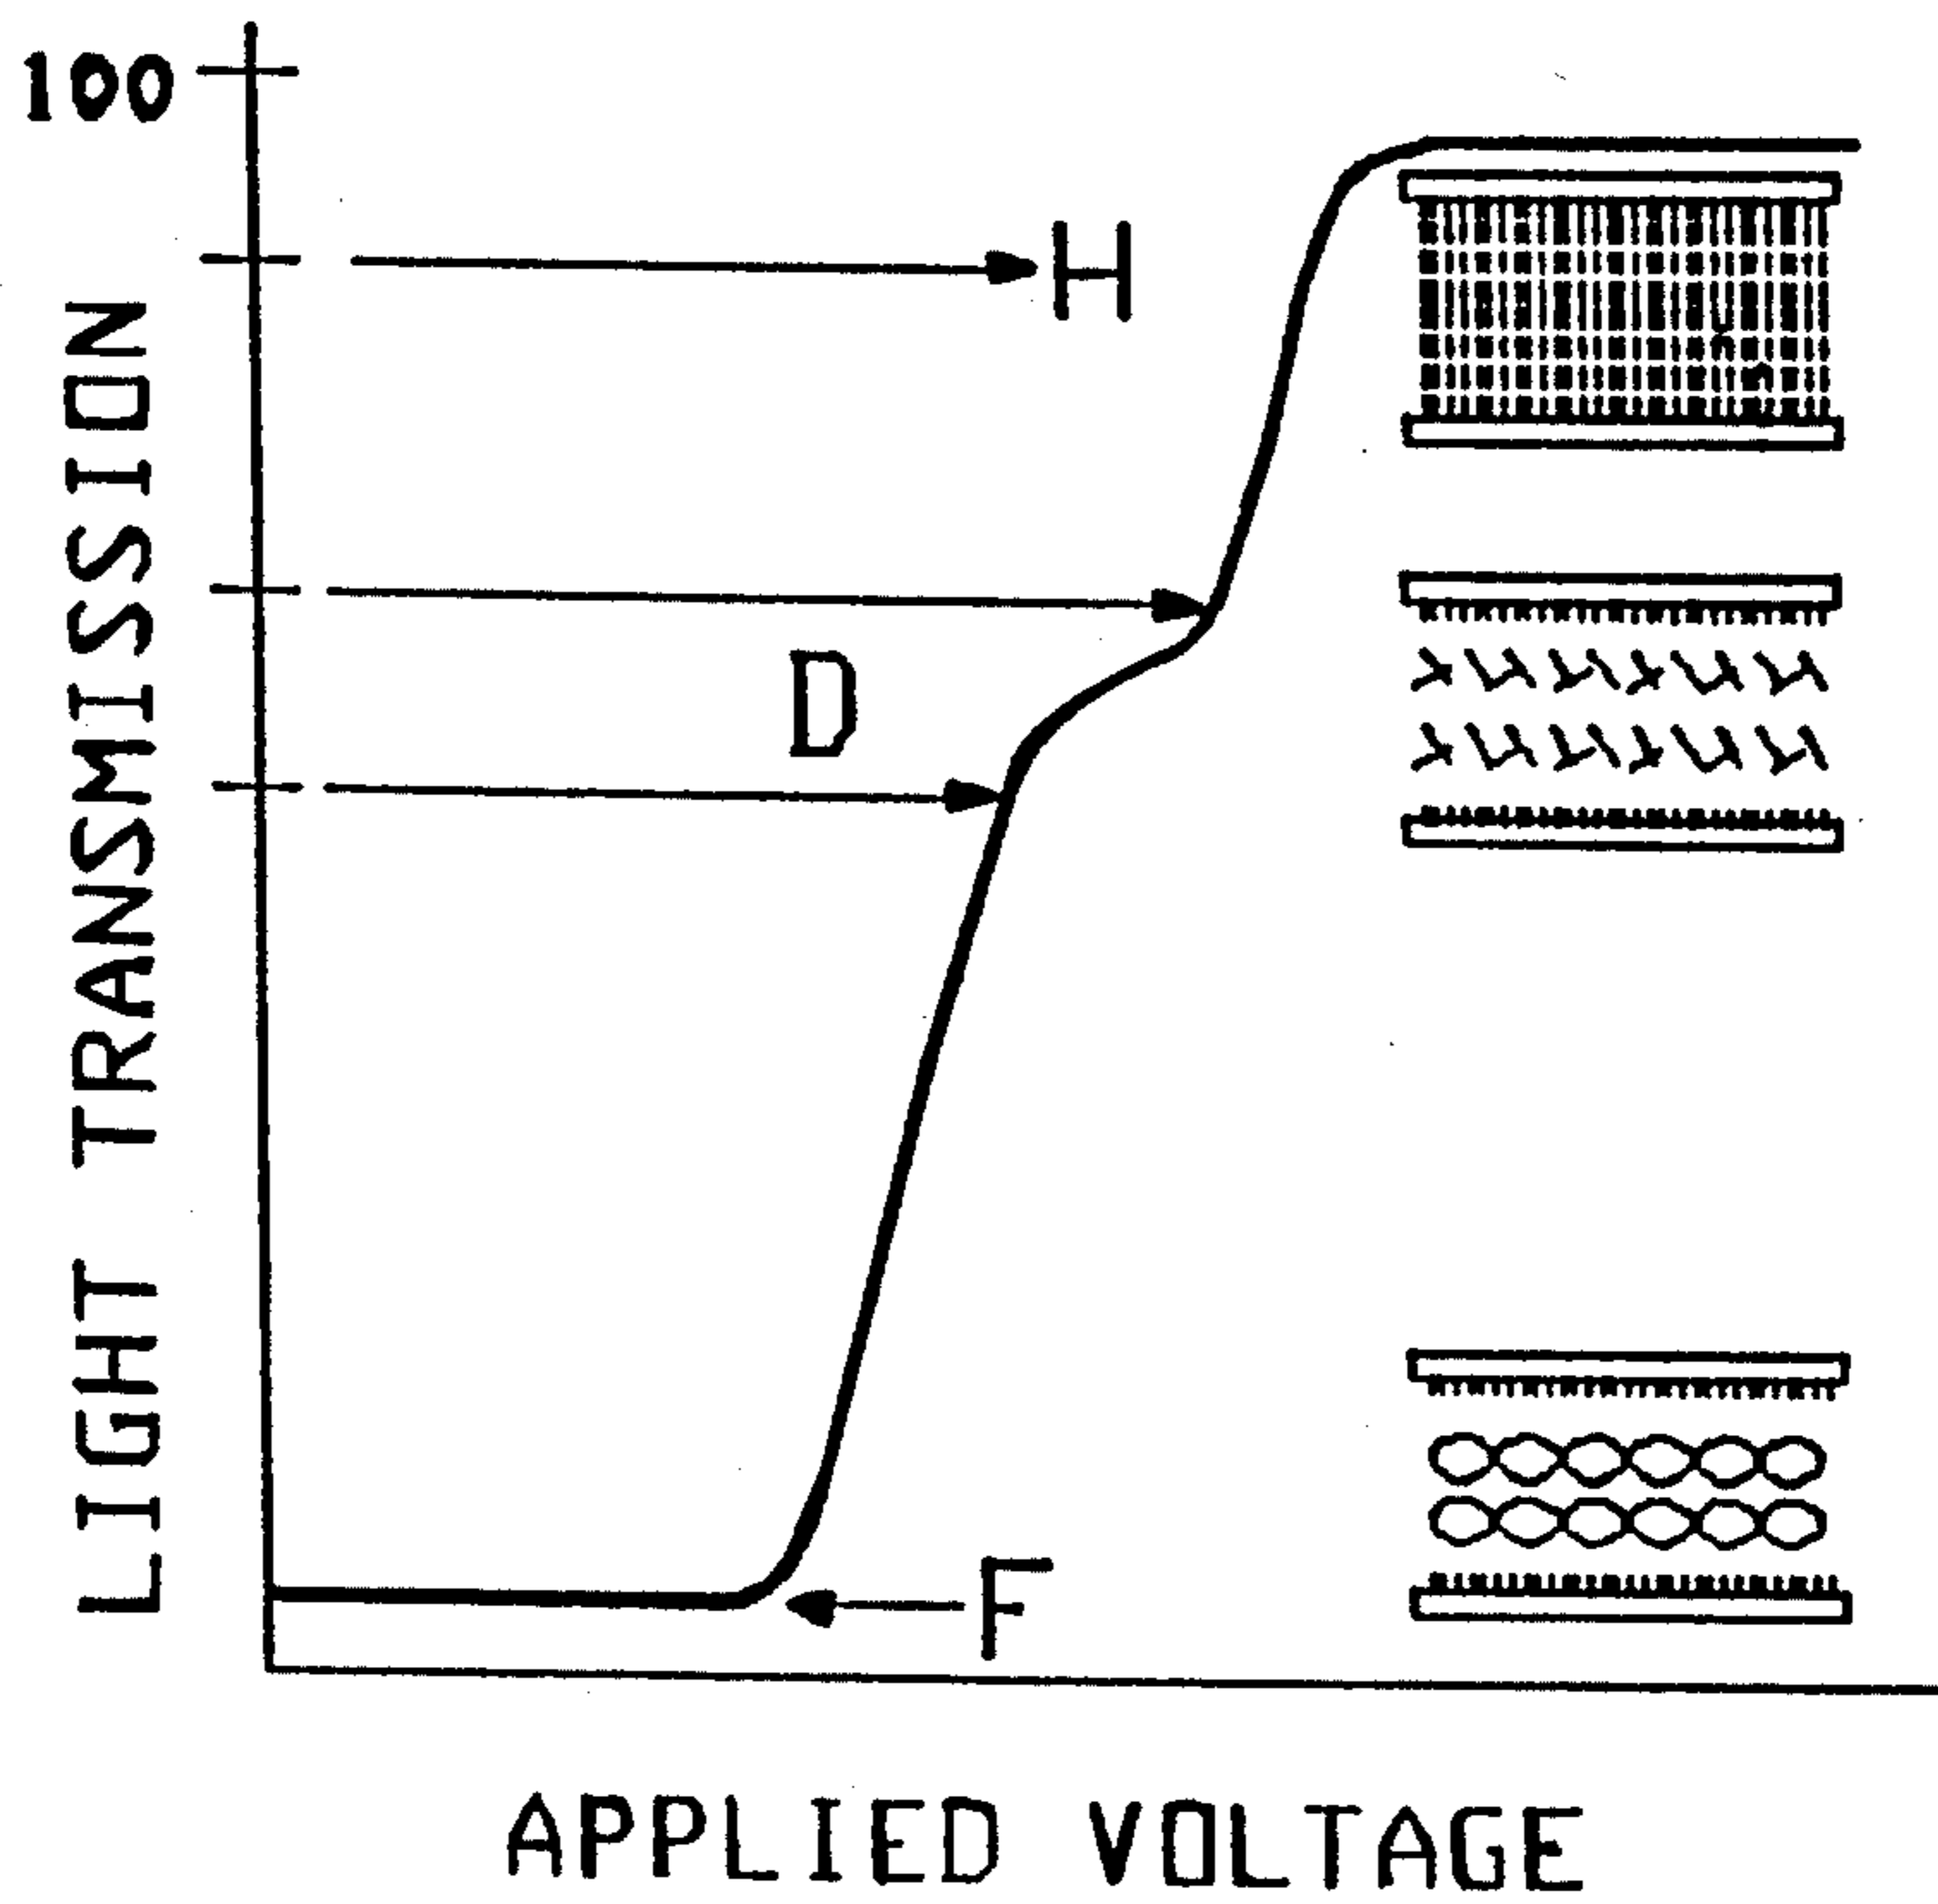 100
H
D
F
LIGHT TRANSMISSION
APPLIED VOLTAGE